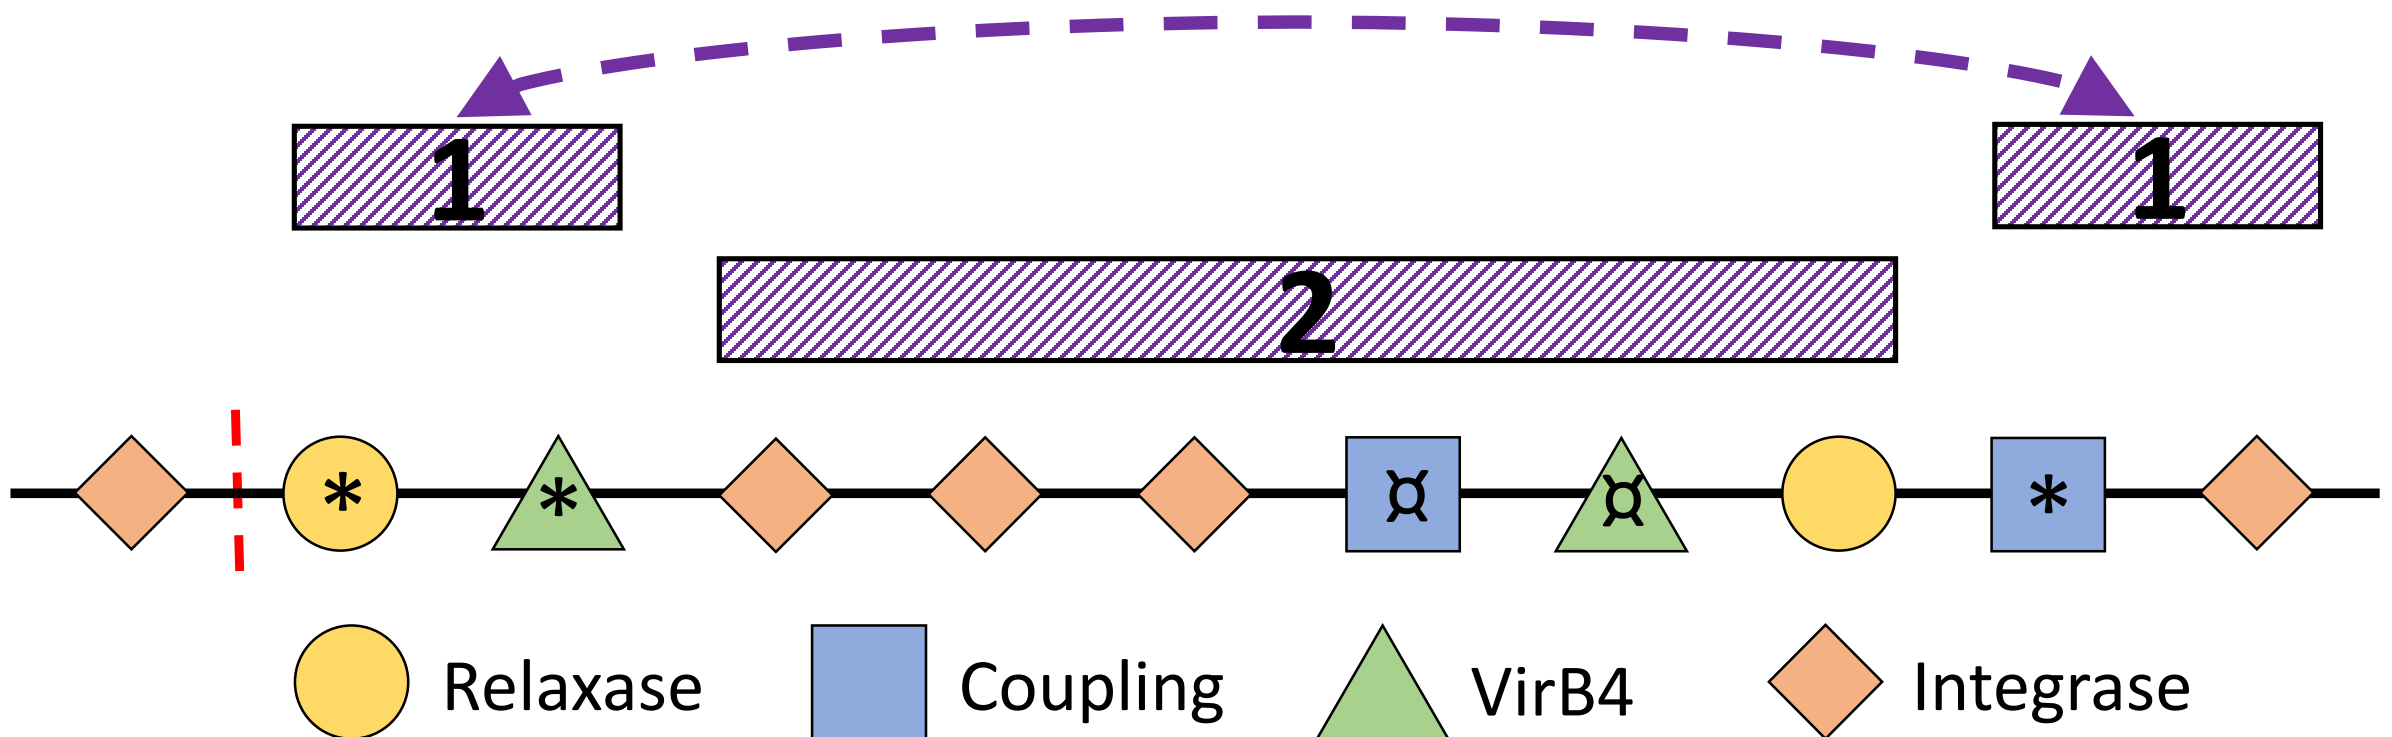 1 1
2
* * ¤ ¤ *
Relaxase Coupling VirB4 Integrase